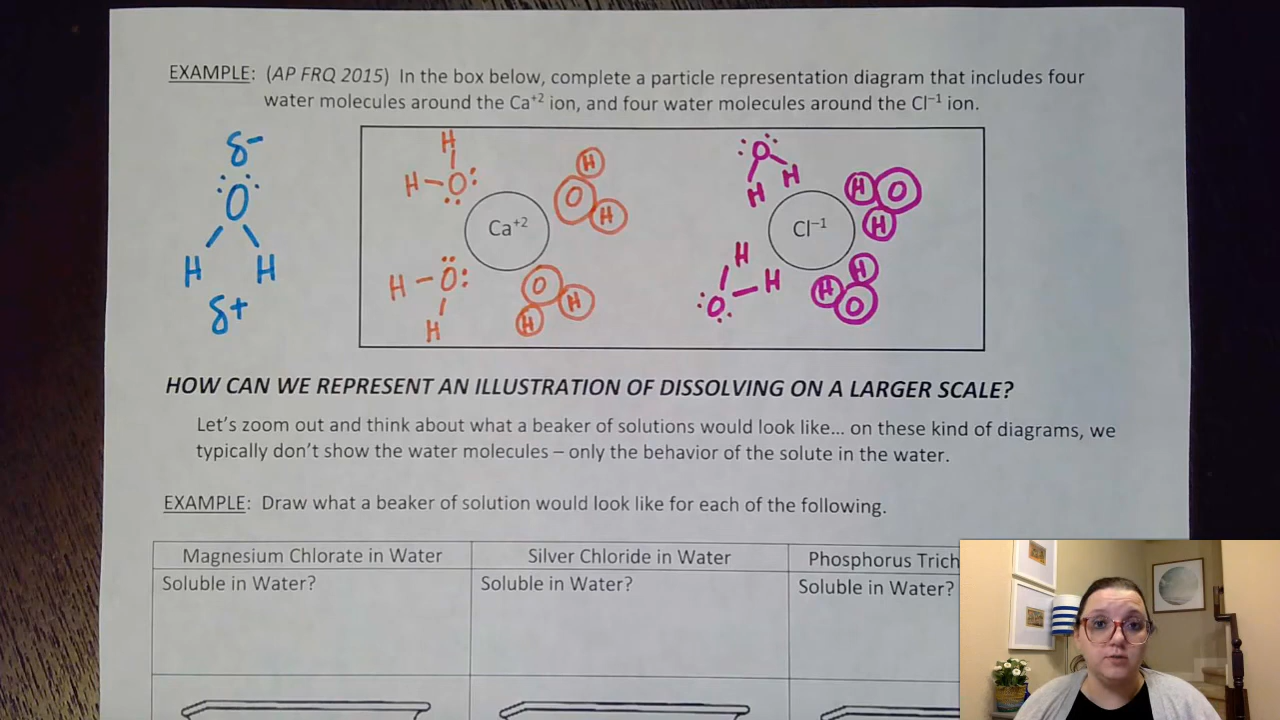 EXAMPLE: (AP FRQ 2015) In the box below, complete a particle representation diagram that includes four
water molecules around the Ca⁺² ion, and four water molecules around the Cl⁻¹ ion.
δ-
O
H H
δ+
H
H-O
Ca⁺²
H
O
H
H-O
H
O
H
H
O
H
H
Cl⁻¹
H
O
H
H
H
O
H
H
O
HOW CAN WE REPRESENT AN ILLUSTRATION OF DISSOLVING ON A LARGER SCALE?
Let's zoom out and think about what a beaker of solutions would look like... on these kind of diagrams, we
typically don't show the water molecules – only the behavior of the solute in the water.
EXAMPLE: Draw what a beaker of solution would look like for each of the following.
Magnesium Chlorate in Water
Silver Chloride in Water
Phosphorus Trich
Soluble in Water?
Soluble in Water?
Soluble in Water?